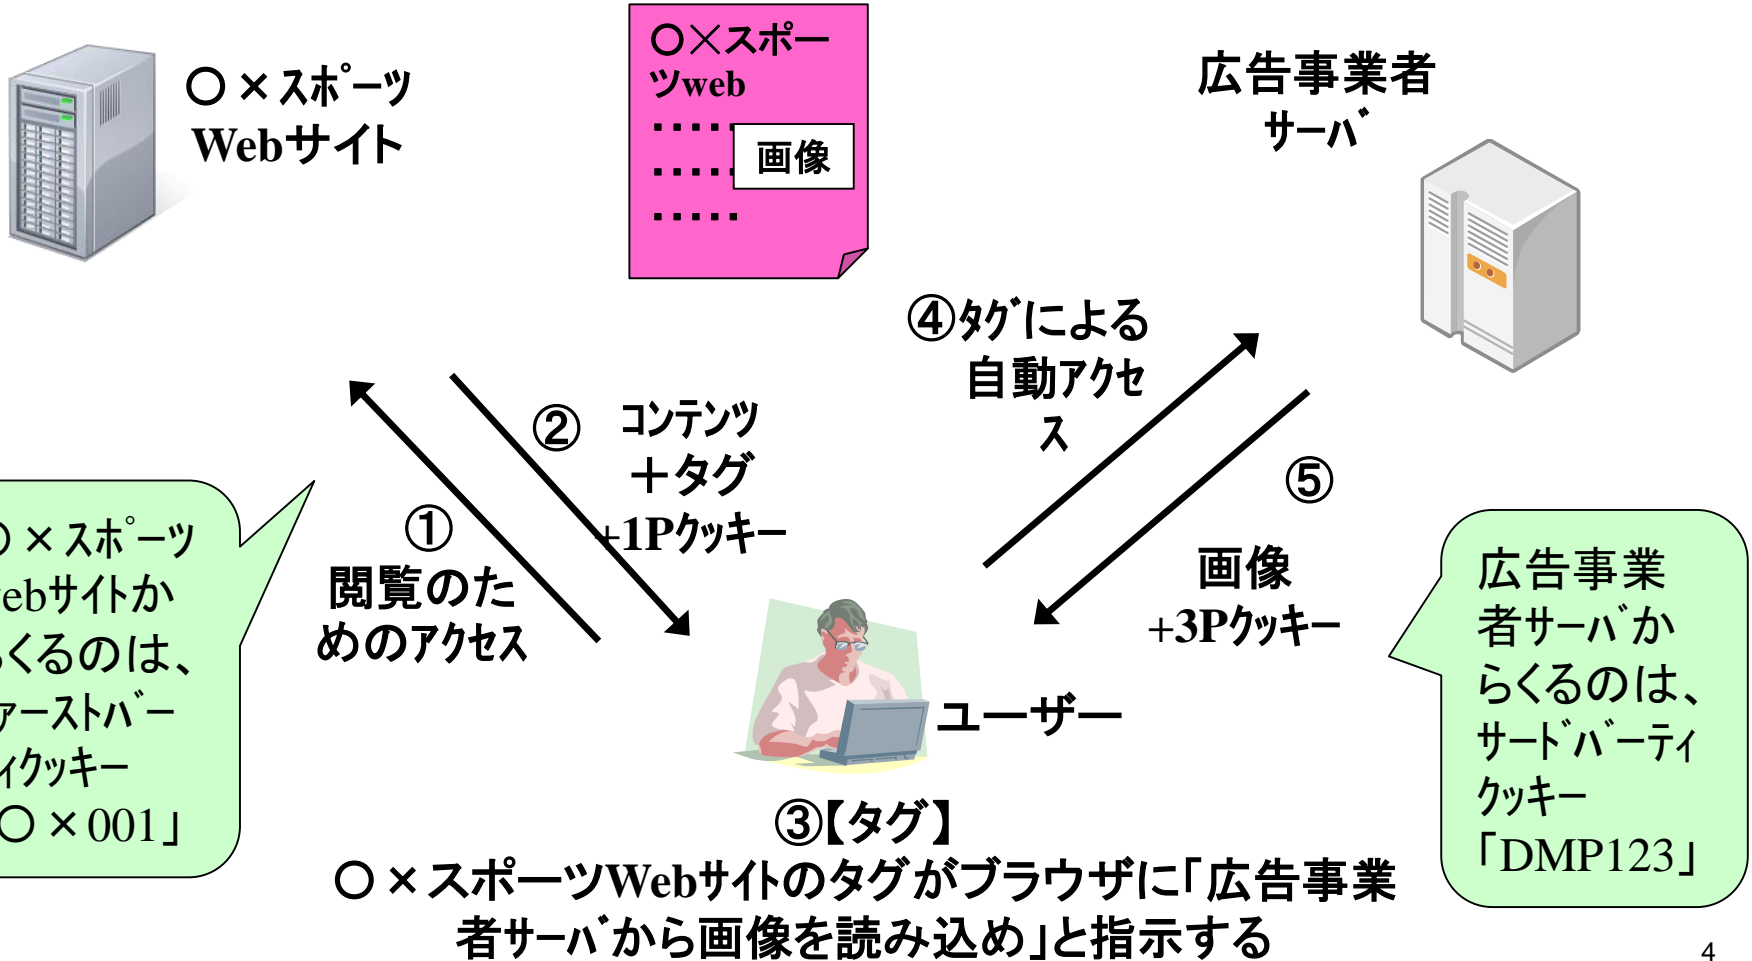 〇×スポーツ
Webサイト
〇×スポー
ツweb
・・・・・
・・・・・
・・・・・
画像
広告事業者
サーバ
④タグによる
自動アクセ
ス
②
コンテンツ
＋タグ
+1Pクッキー
①
閲覧のた
めのアクセス
⑤
画像
+3Pクッキー
〇×スポーツ
webサイトか
らくるのは、
ァーストパー
ィクッキー
〇×001」
広告事業
者サーバか
らくるのは、
サードパーティ
クッキー
「DMP123」
ユーザー
③【タグ】
〇×スポーツWebサイトのタグがブラウザに「広告事業
者サーバから画像を読み込め」と指示する
4